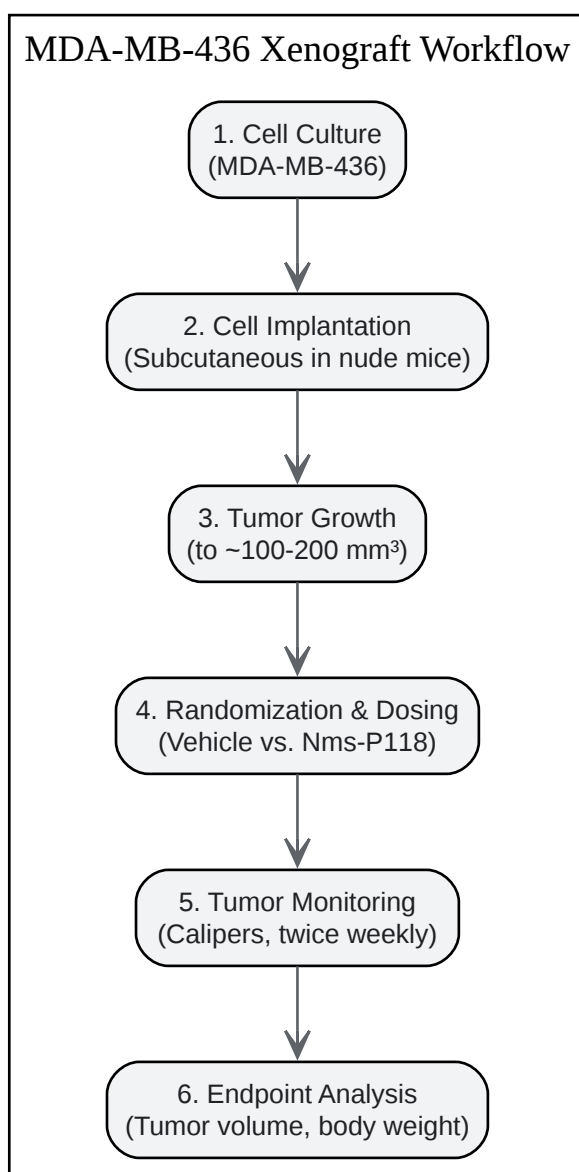 MDA-MB-436 Xenograft Workflow
1. Cell Culture
(MDA-MB-436)
2. Cell Implantation
(Subcutaneous in nude mice)
3. Tumor Growth
(to ~100-200 mm³)
4. Randomization & Dosing
(Vehicle vs. Nms-P118)
5. Tumor Monitoring
(Calipers, twice weekly)
6. Endpoint Analysis
(Tumor volume, body weight)